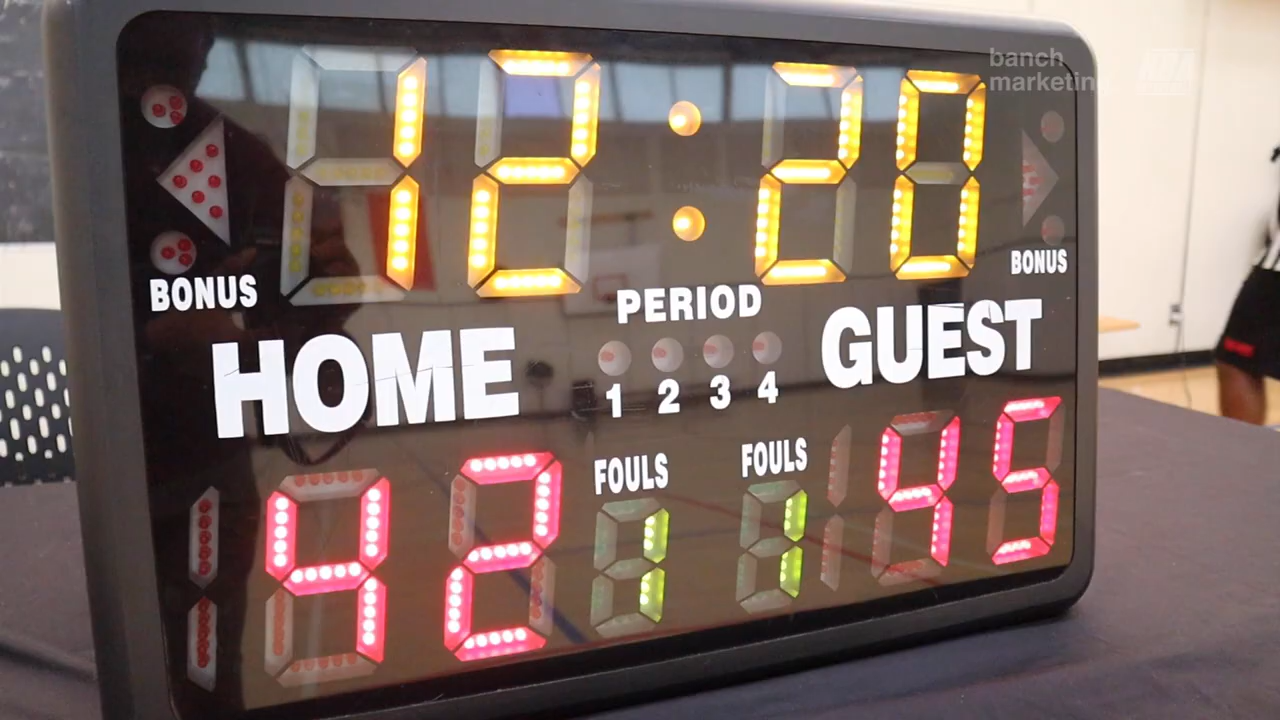 banch
marketing
12:20
BONUS
BONUS
PERIOD
HOME
GUEST
1 2 3 4
FOULS
FOULS
42
1
1
45